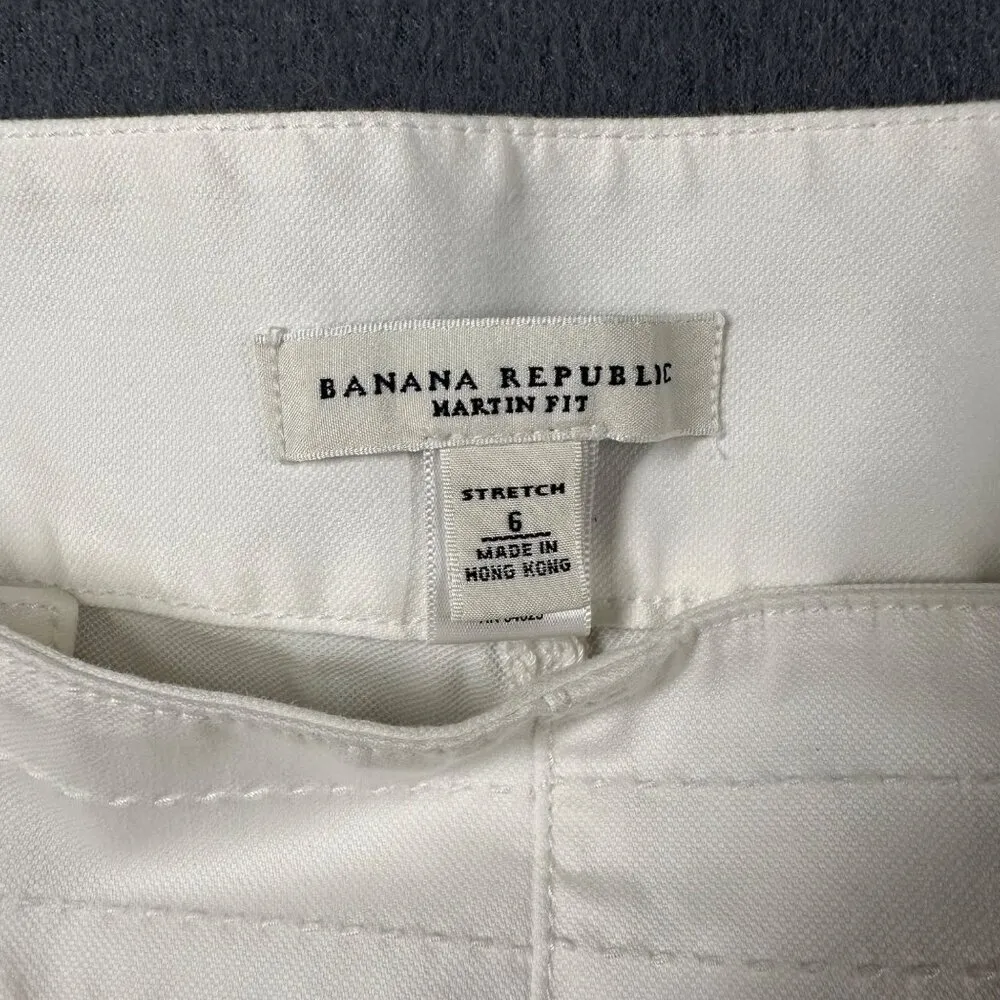 BANANA REPUBLIC
MARTIN FIT
STRETCH
6
MADE IN
HONG KONG